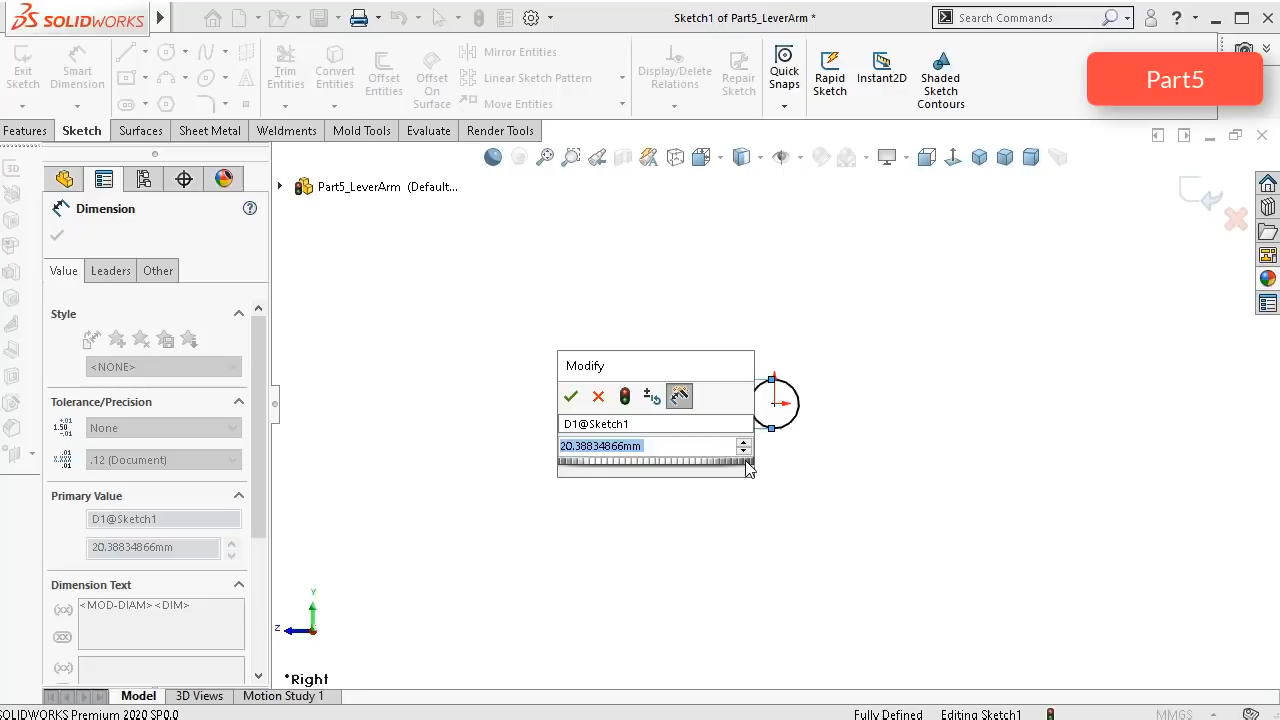 SOLIDWORKS
Sketch1 of Part5_LeverArm *
Search Commands
?
Exit Sketch
Smart Dimension
Trim Entities
Convert Entities
Offset Entities
Offset On Surface
Mirror Entities
Linear Sketch Pattern
Move Entities
Display/Delete Relations
Repair Sketch
Quick Snaps
Rapid Sketch
Instant2D
Shaded Sketch Contours
Part5
Features
Sketch
Surfaces
Sheet Metal
Weldments
Mold Tools
Evaluate
Render Tools
3D
Part5_LeverArm (Default...
Dimension
?
Value
Leaders
Other
Style
<NONE>
Tolerance/Precision
None
.12 (Document)
Primary Value
D1@Sketch1
20.38834866mm
Dimension Text
<MOD-DIAM><DIM>
Modify
D1@Sketch1
20.38834866mm
Y
Z
*Right
Model
3D Views
Motion Study 1
SOLIDWORKS Premium 2020 SP0.0
Fully Defined
Editing Sketch1
MMGS